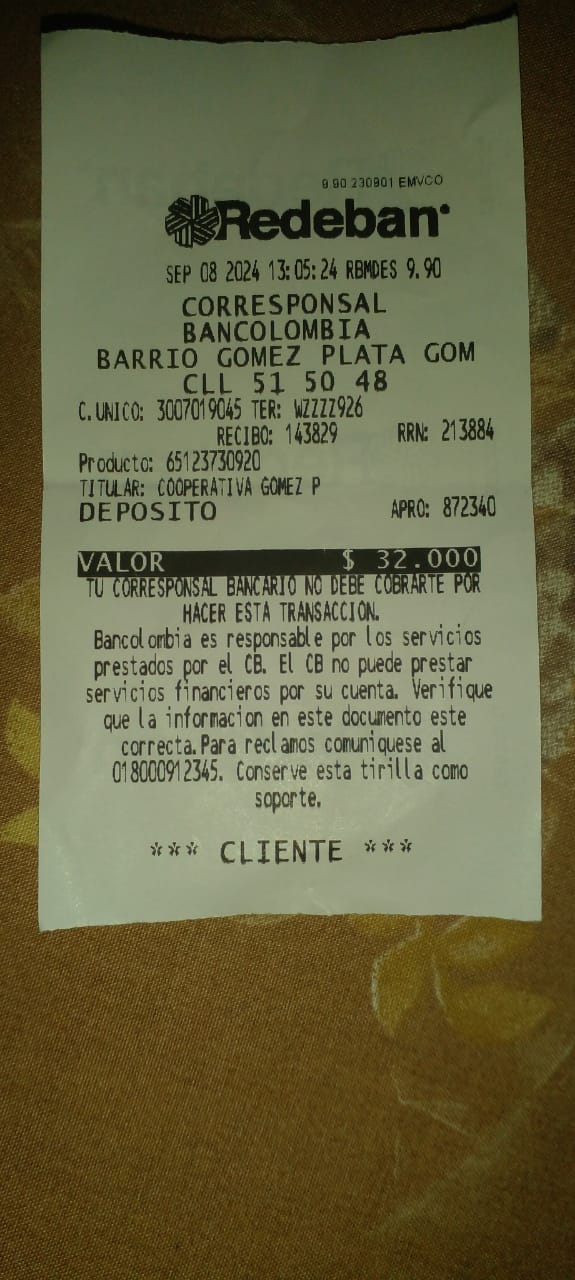 9.90 230901 EMVCO
Redeban
SEP 08 2024 13:05:24 RBMDES 9.90
CORRESPONSAL
BANCOLOMBIA
BARRIO GOMEZ PLATA GOM
CLL 51 50 48
C.UNICO: 3007019045 TER: WZZZZ926
RECIBO: 143829 RRN: 213884
Producto: 65123730920
TITULAR: COOPERATIVA GOMEZ P
DEPOSITO APRO: 872340
VALOR $ 32.000
TU CORRESPONSAL BANCARIO NO DEBE COBRARTE POR
HACER ESTA TRANSACCION.
Bancolombia es responsable por los servicios
prestados por el CB. El CB no puede prestar
servicios financieros por su cuenta. Verifique
que la informacion en este documento este
correcta.Para reclamos comuniquese al
018000912345. Conserve esta tirilla como
soporte.
*** CLIENTE ***